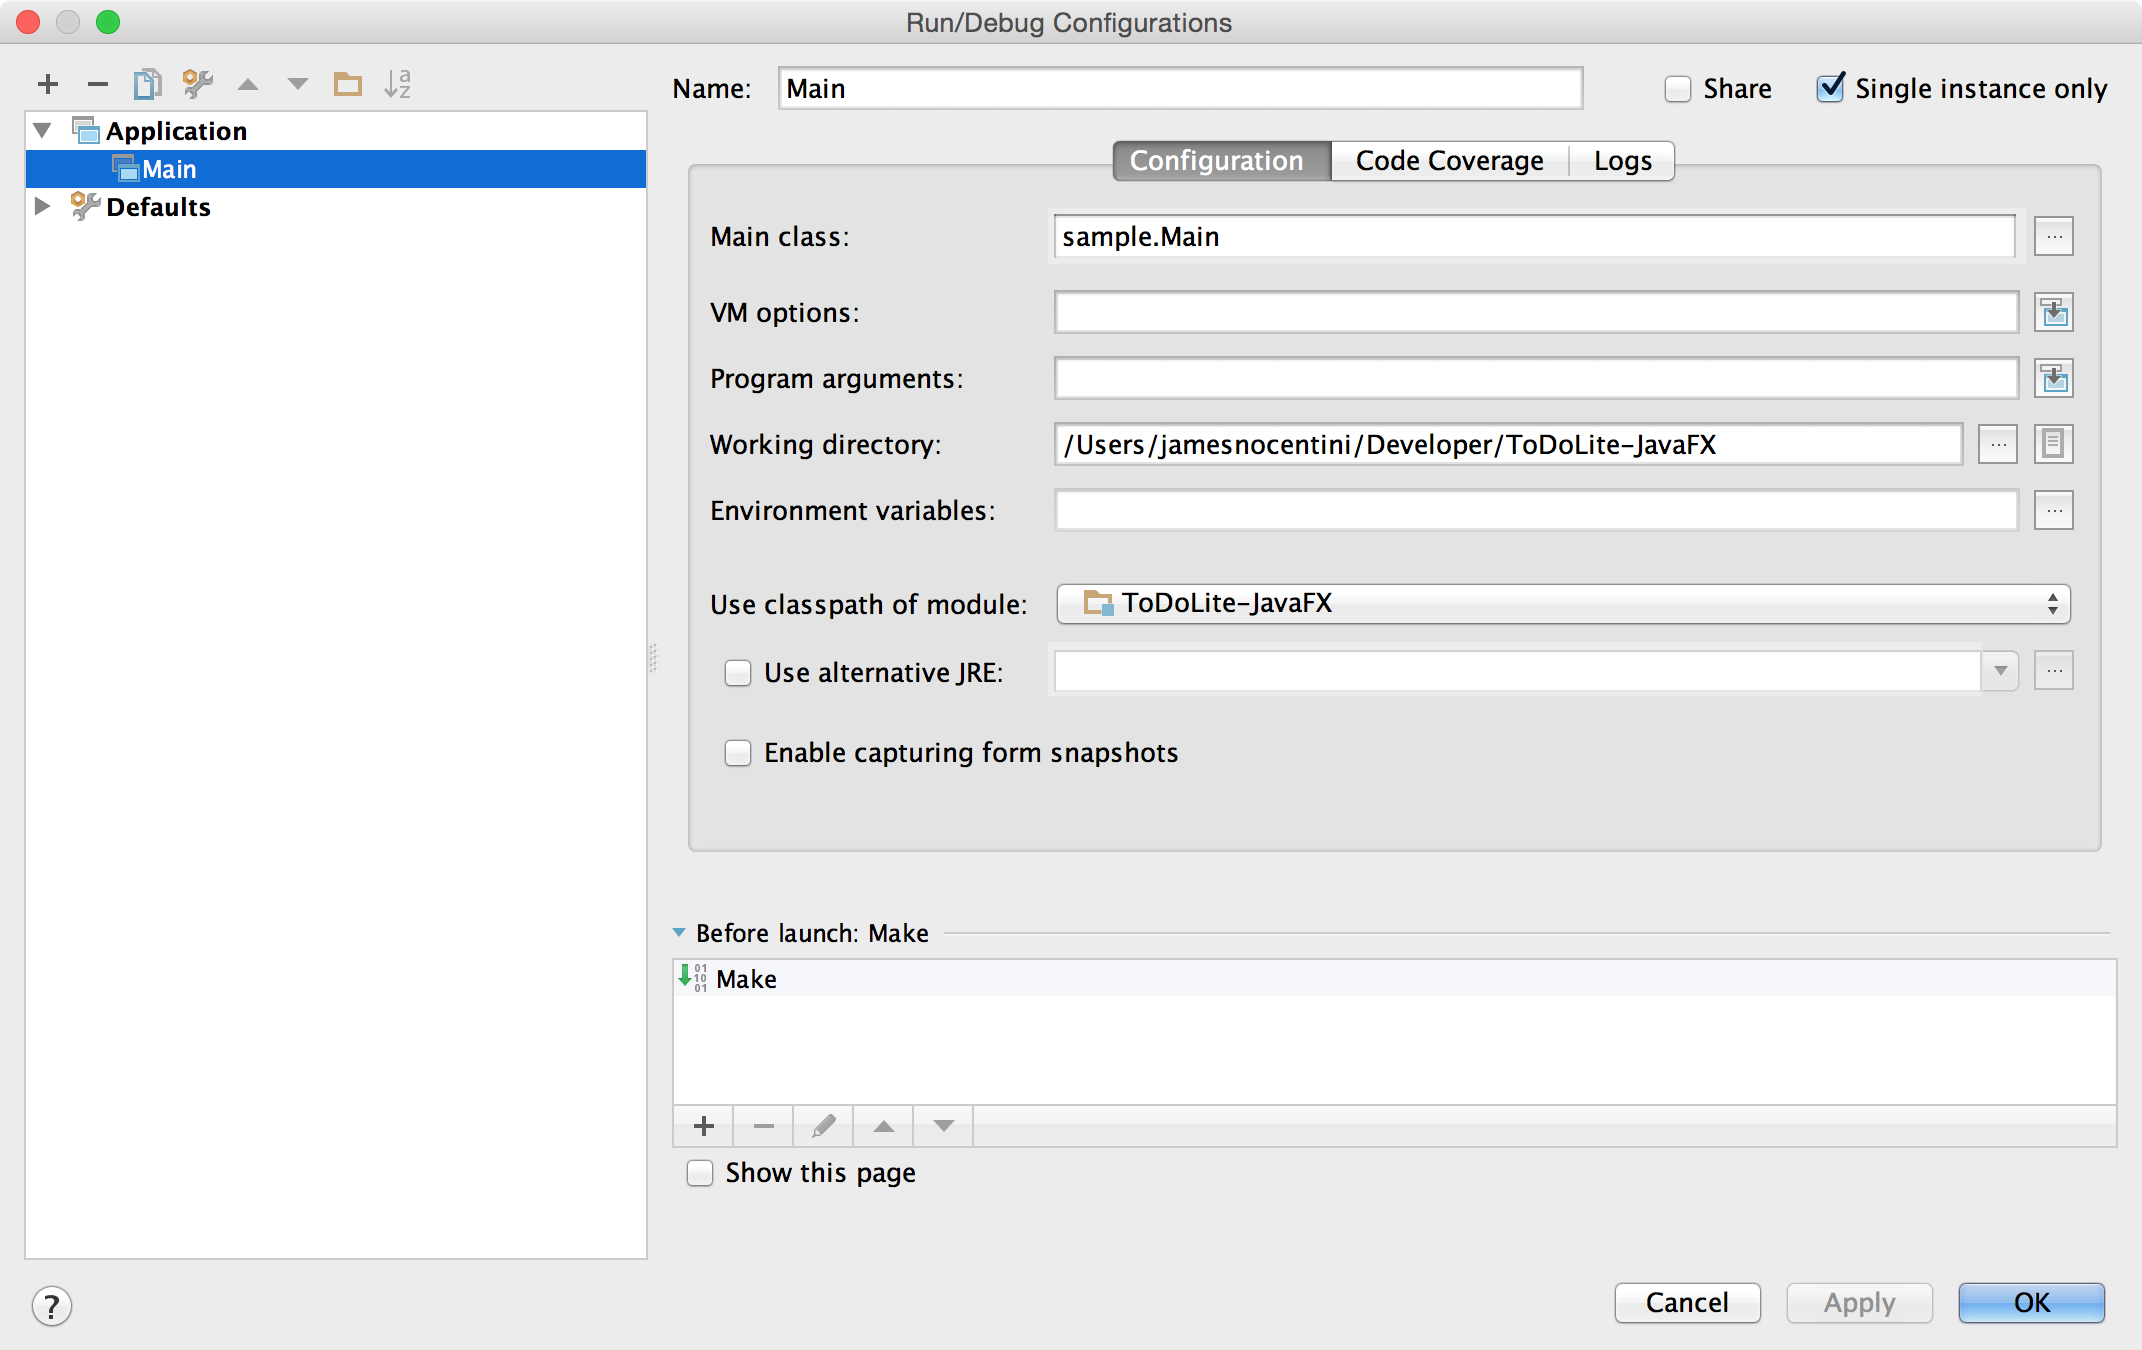 Run/Debug Configurations
Name: Main Share Single instance only
Application
Main
Defaults
Configuration Code Coverage Logs
Main class: sample.Main ...
VM options:
Program arguments:
Working directory: /Users/jamesnocentini/Developer/ToDoLite-JavaFX ...
Environment variables: ...
Use classpath of module: ToDoLite-JavaFX
Use alternative JRE: ...
Enable capturing form snapshots
Before launch: Make
Make
Show this page
? Cancel Apply OK